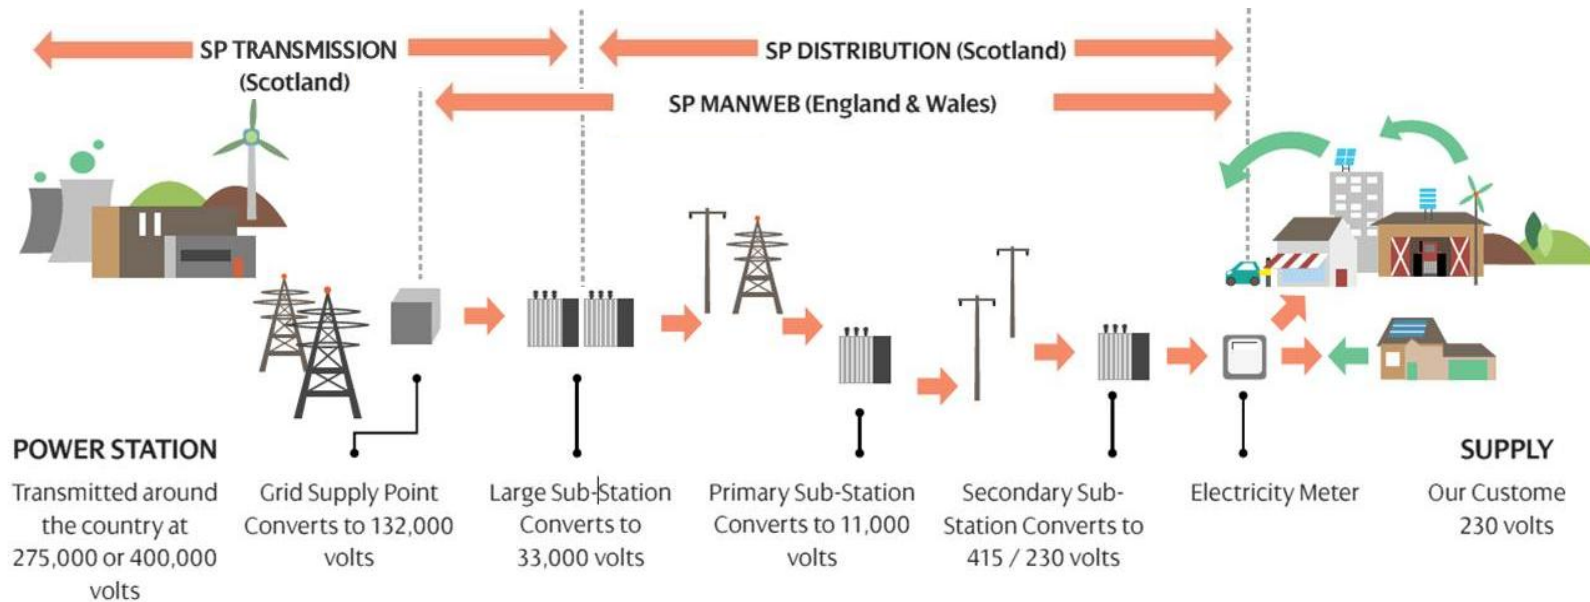 SP TRANSMISSION
(Scotland)
SP DISTRIBUTION (Scotland)
SP MANWEB (England & Wales)
POWER STATION
Transmitted around
the country at
275,000 or 400,000
volts
Grid Supply Point
Converts to 132,000
volts
Large Sub-Station
Converts to
33,000 volts
Primary Sub-Station
Converts to 11,000
volts
Secondary Sub-
Station Converts to
415 / 230 volts
Electricity Meter
SUPPLY
Our Custome
230 volts